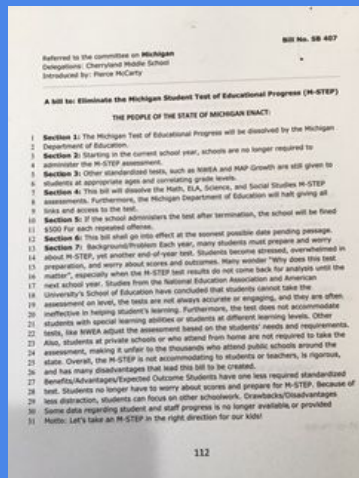 Bill No. SB 407
Referred to the committee on Michigan
Delegations: Cherryland Middle School
Introduced by: Pierce McCarty
A bill to: Eliminate the Michigan Student Test of Educational Progress (M-STEP)
THE PEOPLE OF THE STATE OF MICHIGAN ENACT:
1 Section 1: The Michigan Test of Educational Progress will be dissolved by the Michigan
2 Department of Education.
3 Section 2: Starting in the current school year, schools are no longer required to
4 administer the M-STEP assessment.
5 Section 3: Other standardized tests, such as NWEA and MAP Growth are still given to
6 students at appropriate ages and correlating grade levels.
7 Section 4: This bill will dissolve the Math, ELA, Science, and Social Studies M-STEP
8 assessments. Furthermore, the Michigan Department of Education will halt giving all
9 links and access to the test.
10 Section 5: If the school administers the test after termination, the school will be fined
11 $500 For each repeated offense.
12 Section 6: This bill shall go into effect at the soonest possible date pending passage.
13 Section 7: Background/Problem Each year, many students must prepare and worry
14 about M-STEP, yet another end-of-year test. Students become stressed, overwhelmed in
15 preparation, and worry about scores and outcomes. Many wonder "Why does this test
16 matter", especially when the M-STEP test results do not come back for analysis until the
17 next school year. Studies from the National Education Association and American
18 University's School of Education have concluded that students cannot take the
19 assessment on level, the tests are not always accurate or engaging, and they are often
20 ineffective in helping student's learning. Furthermore, the test does not accommodate
21 students with special learning abilities or students at different learning levels. Other
22 tests, like NWEA adjust the assessment based on the students' needs and requirements.
23 Also, students at private schools or who attend from home are not required to take the
24 assessment, making it unfair to the thousands who attend public schools around the
25 state. Overall, the M-STEP is not accommodating to students or teachers, is rigorous,
26 and has many disadvantages that lead this bill to be created.
27 Benefits/Advantages/Expected Outcome Students have one less required standardized
28 test. Students no longer have to worry about scores and prepare for M-STEP. Because of
29 less distraction, students can focus on other schoolwork. Drawbacks/Disadvantages
30 Some data regarding student and staff progress is no longer available or provided
31 Motto: Let's take an M-STEP in the right direction for our kids!
112